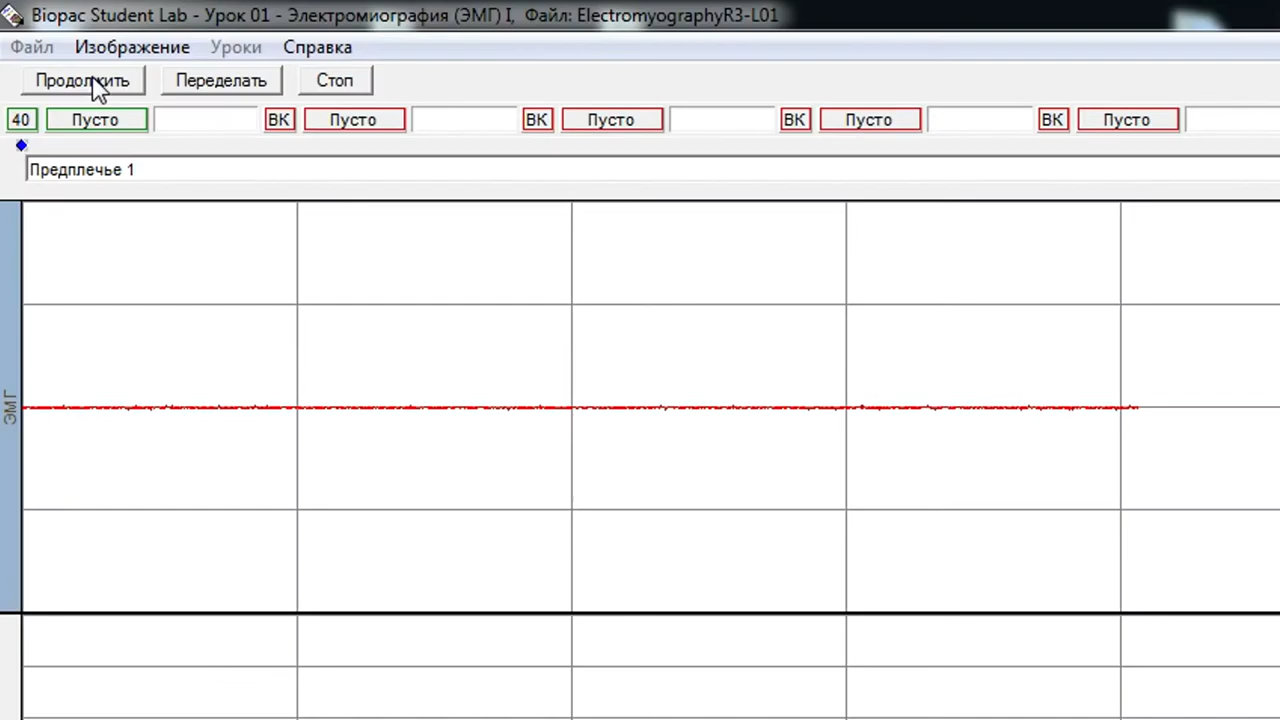 Biopac Student Lab - Урок 01 - Электромиография (ЭМГ) I, Файл: ElectromyographyR3-L01
Файл Изображение Уроки Справка
Продолжить Переделать Стоп
40 Пусто ВК Пусто ВК Пусто ВК Пусто ВК Пусто
Предплечье 1
ЭМГ